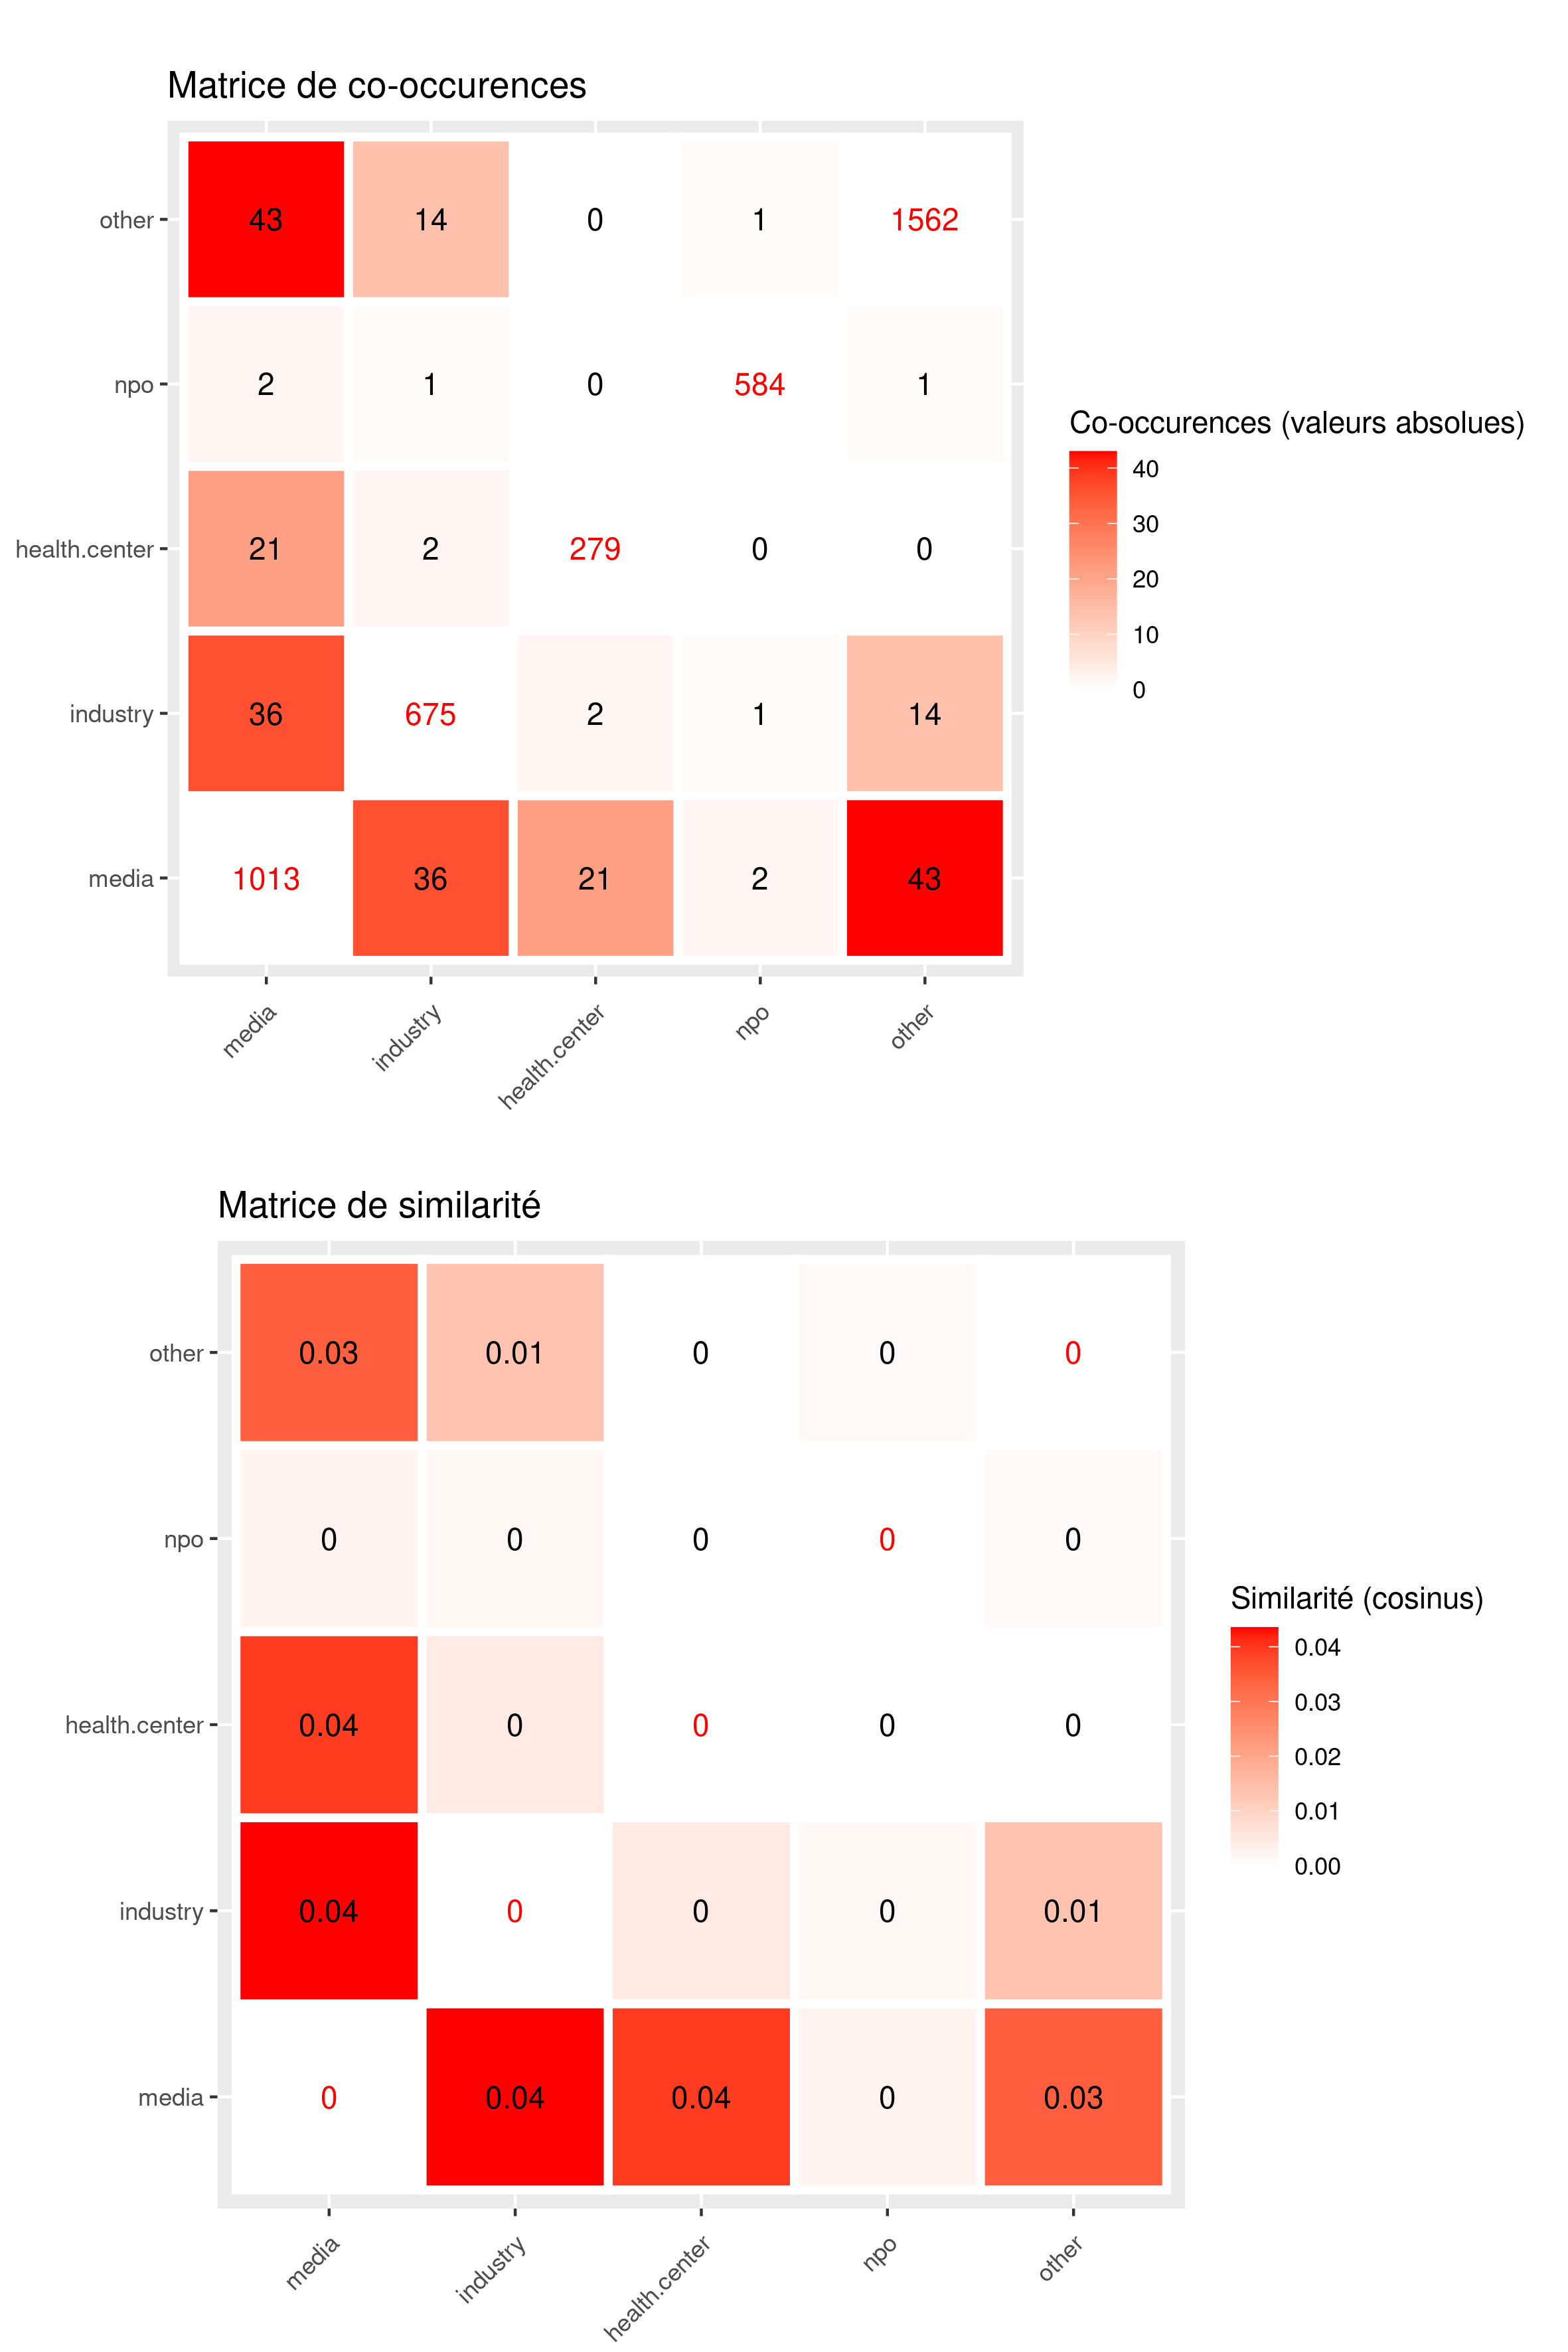 Matrice de co-occurences
other 43 14 0 1 1562
npo 2 1 0 584 1
health.center 21 2 279 0 0
industry 36 675 2 1 14
media 1013 36 21 2 43
media industry health.center npo other
Co-occurences (valeurs absolues)
40
30
20
10
0
Matrice de similarité
other 0.03 0.01 0 0 0
npo 0 0 0 0 0
health.center 0.04 0 0 0 0
industry 0.04 0 0 0 0.01
media 0 0.04 0.04 0 0.03
media industry health.center npo other
Similarité (cosinus)
0.04
0.03
0.02
0.01
0.00